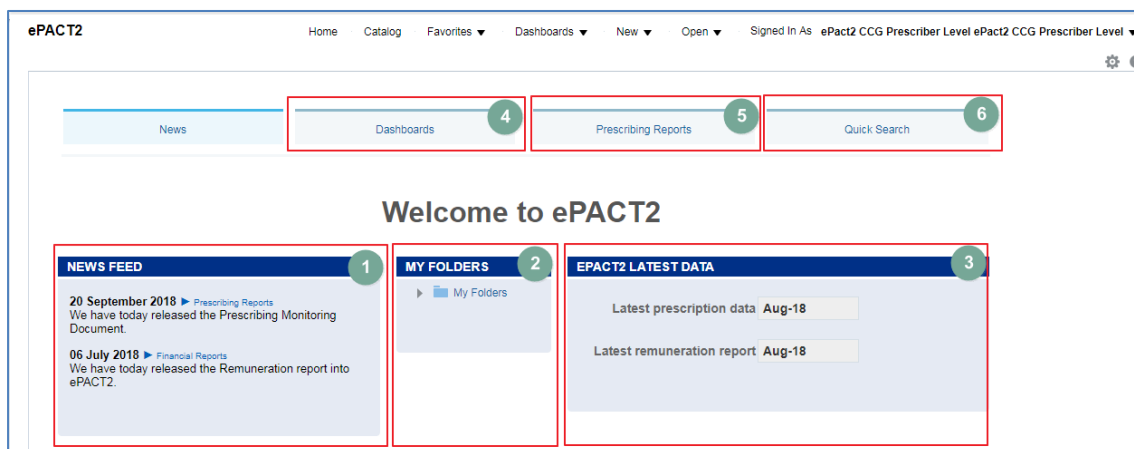 ePACT2
Home Catalog Favorites Dashboards New Open Signed In As ePact2 CCG Prescriber Level ePact2 CCG Prescriber Level
News
Dashboards
4
Prescribing Reports
5
Quick Search
6
Welcome to ePACT2
NEWS FEED
1
20 September 2018 Prescribing Reports
We have today released the Prescribing Monitoring
Document.
06 July 2018 Financial Reports
We have today released the Remuneration report into
ePACT2.
MY FOLDERS
2
My Folders
EPACT2 LATEST DATA
3
Latest prescription data Aug-18
Latest remuneration report Aug-18